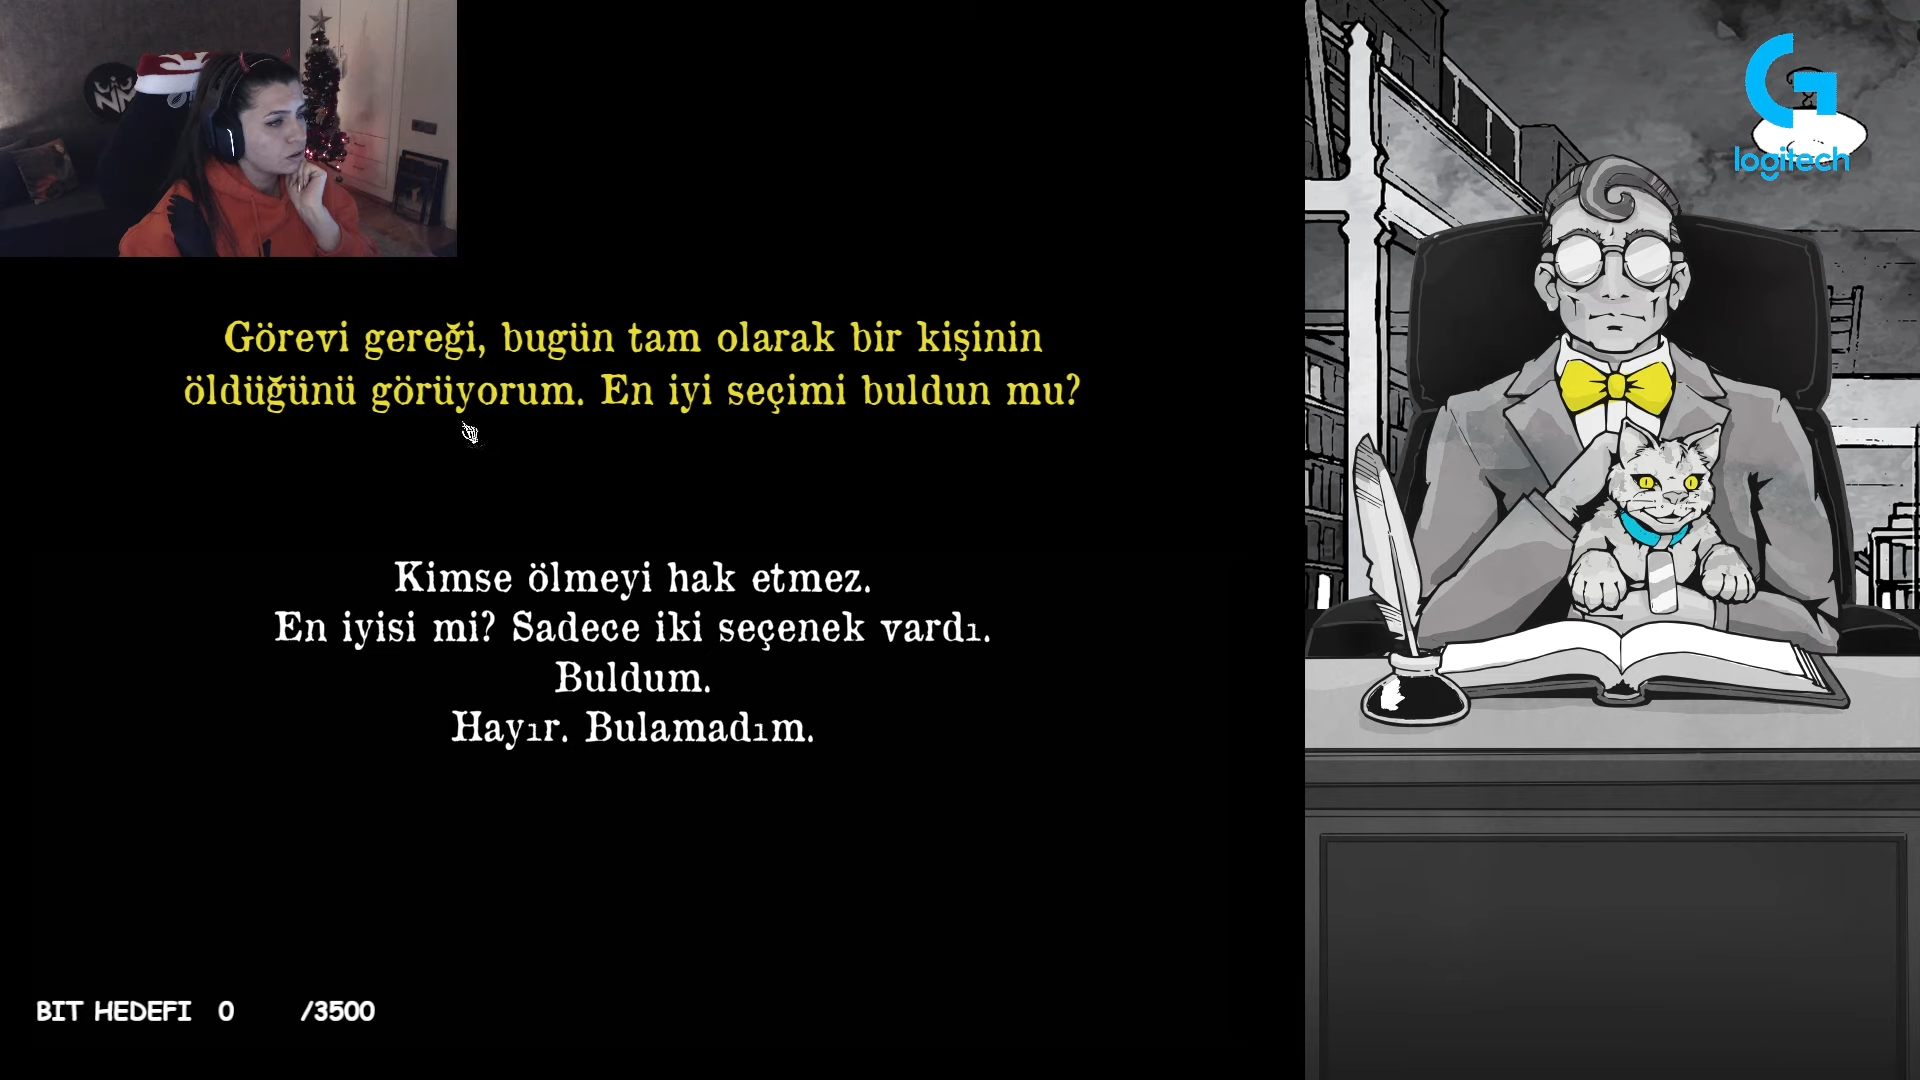 Görevi gereği, bugün tam olarak bir kişinin
öldüğünü görüyorum. En iyi seçimi buldun mu?
Kimse ölmeyi hak etmez.
En iyisi mi? Sadece iki seçenek vardı.
Buldum.
Hayır. Bulamadım.
BIT HEDEFI 0 /3500
logitech